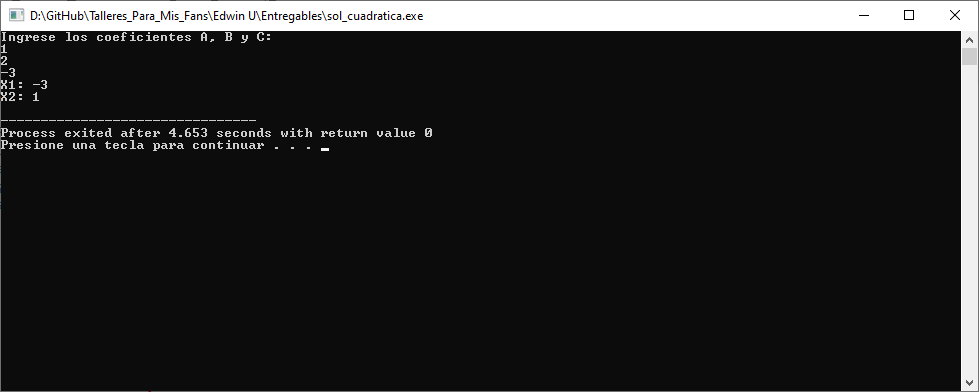 D:\GitHub\Talleres_Para_Mis_Fans\Edwin U\Entregables\sol_cuadratica.exe
Ingrese los coeficientes A, B y C:
1
2
-3
X1: -3
X2: 1
--------------------------------
Process exited after 4.653 seconds with return value 0
Presione una tecla para continuar . . .